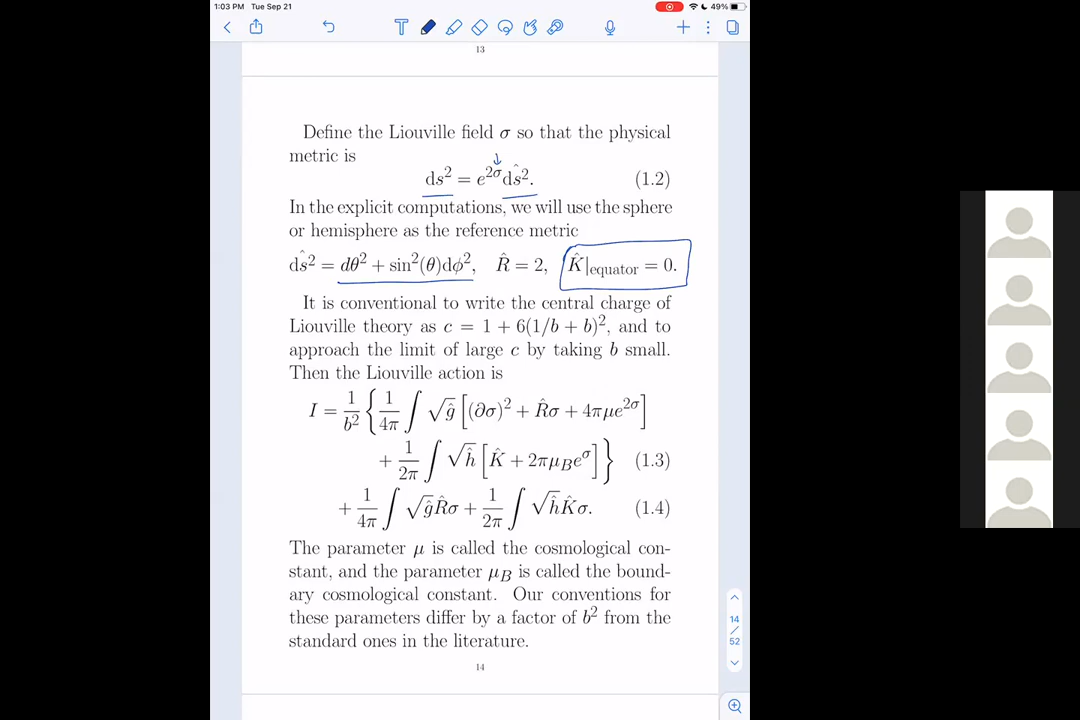 1:03 PM Tue Sep 21
49%
13
Define the Liouville field σ so that the physical
metric is
ds² = e^{2σ}dŝ². (1.2)
In the explicit computations, we will use the sphere
or hemisphere as the reference metric
dŝ² = dθ² + sin²(θ)dϕ², R̂ = 2, K̂|equator = 0.
It is conventional to write the central charge of
Liouville theory as c = 1 + 6(1/b + b)², and to
approach the limit of large c by taking b small.
Then the Liouville action is
I = 1/b² { 1/4π ∫ √ĝ [(∂σ)² + R̂σ + 4πμe^{2σ}]
+ 1/2π ∫ √ĥ [K̂ + 2πμ_B e^σ] } (1.3)
+ 1/4π ∫ √ĝR̂σ + 1/2π ∫ √ĥK̂σ. (1.4)
The parameter μ is called the cosmological con-
stant, and the parameter μ_B is called the bound-
ary cosmological constant. Our conventions for
these parameters differ by a factor of b² from the
standard ones in the literature.
14
14
/
52